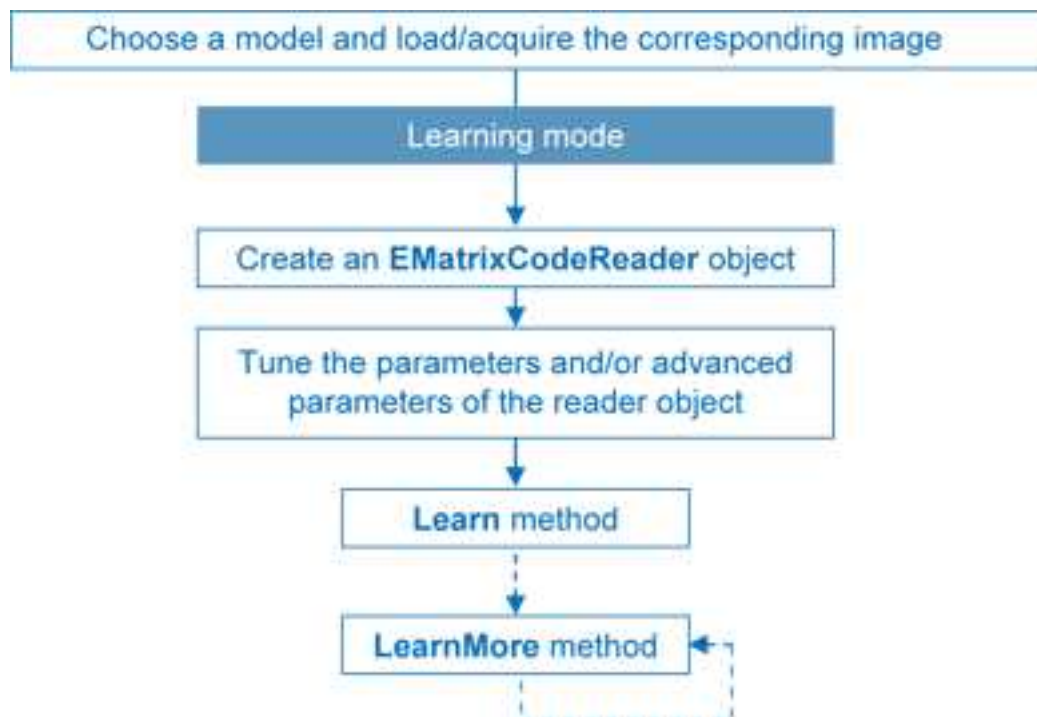 Choose a model and load/acquire the corresponding image
Learning mode
Create an EMatrixCodeReader object
Tune the parameters and/or advanced
parameters of the reader object
Learn method
LearnMore method